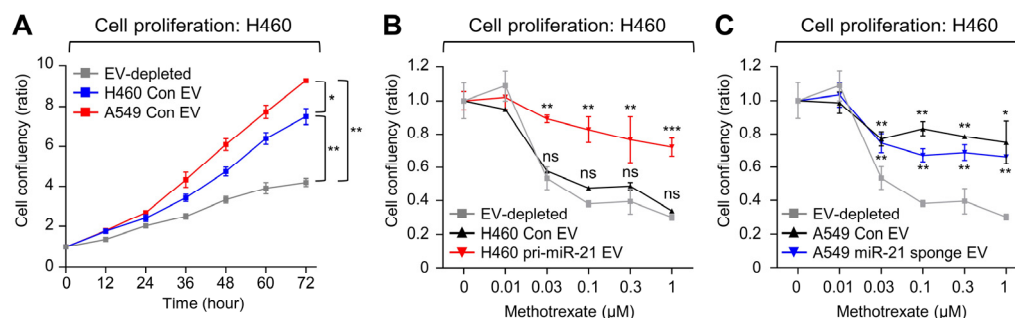 A
Cell proliferation: H460
Cell confluency (ratio)
10
8
6
4
2
0
EV-depleted
H460 Con EV
A549 Con EV
*
**
**
0 12 24 36 48 60 72
Time (hour)
B
Cell proliferation: H460
Cell confluency (ratio)
1.2
1.0
0.8
0.6
0.4
0.2
0
** ** ** ***
ns ns ns ns
EV-depleted
H460 Con EV
H460 pri-miR-21 EV
0 0.01 0.03 0.1 0.3 1
Methotrexate (µM)
C
Cell proliferation: H460
Cell confluency (ratio)
1.2
1.0
0.8
0.6
0.4
0.2
0
** ** ** *
** ** ** **
EV-depleted
A549 Con EV
A549 miR-21 sponge EV
0 0.01 0.03 0.1 0.3 1
Methotrexate (µM)